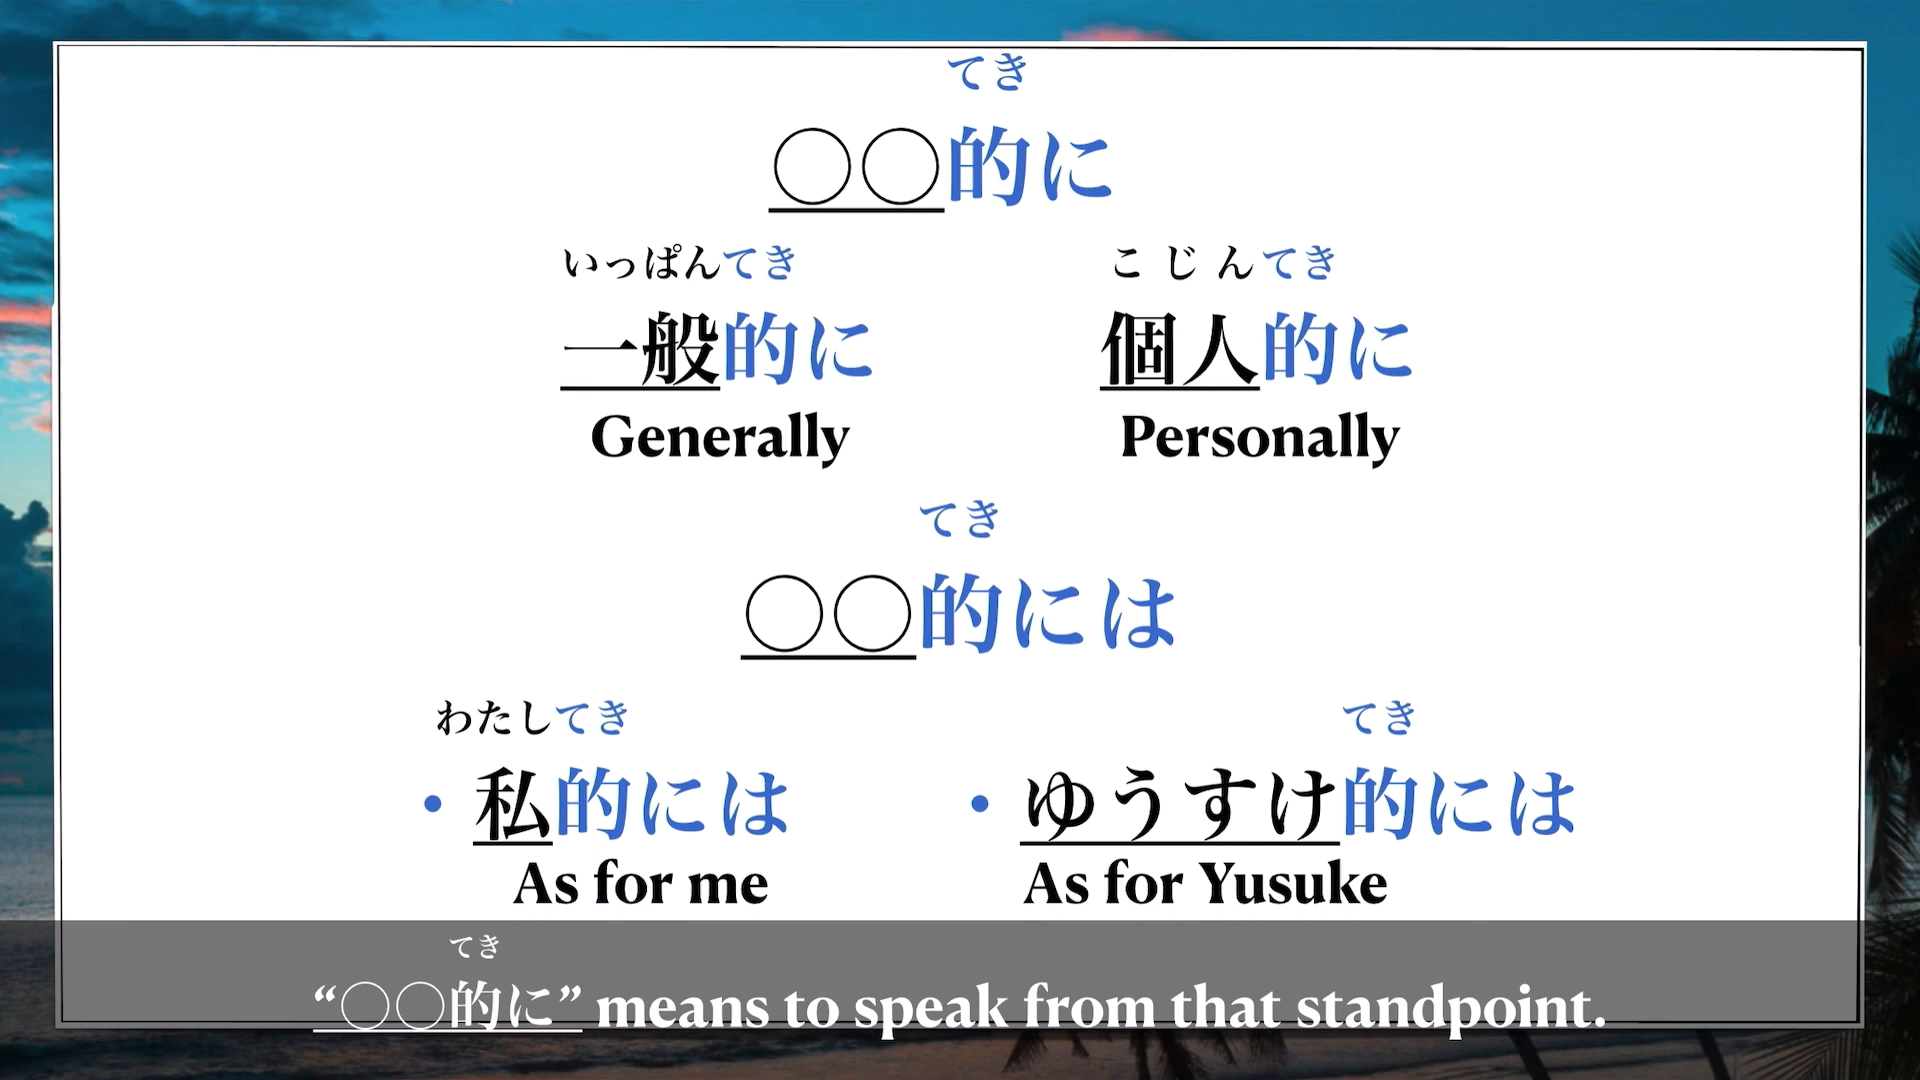 てき
○○的に
いっぱんてき こじんてき
一般的に 個人的に
Generally Personally
てき
○○的には
わたしてき てき
• 私的には • ゆうすけ的には
As for me As for Yusuke
てき
“○○的に” means to speak from that standpoint.